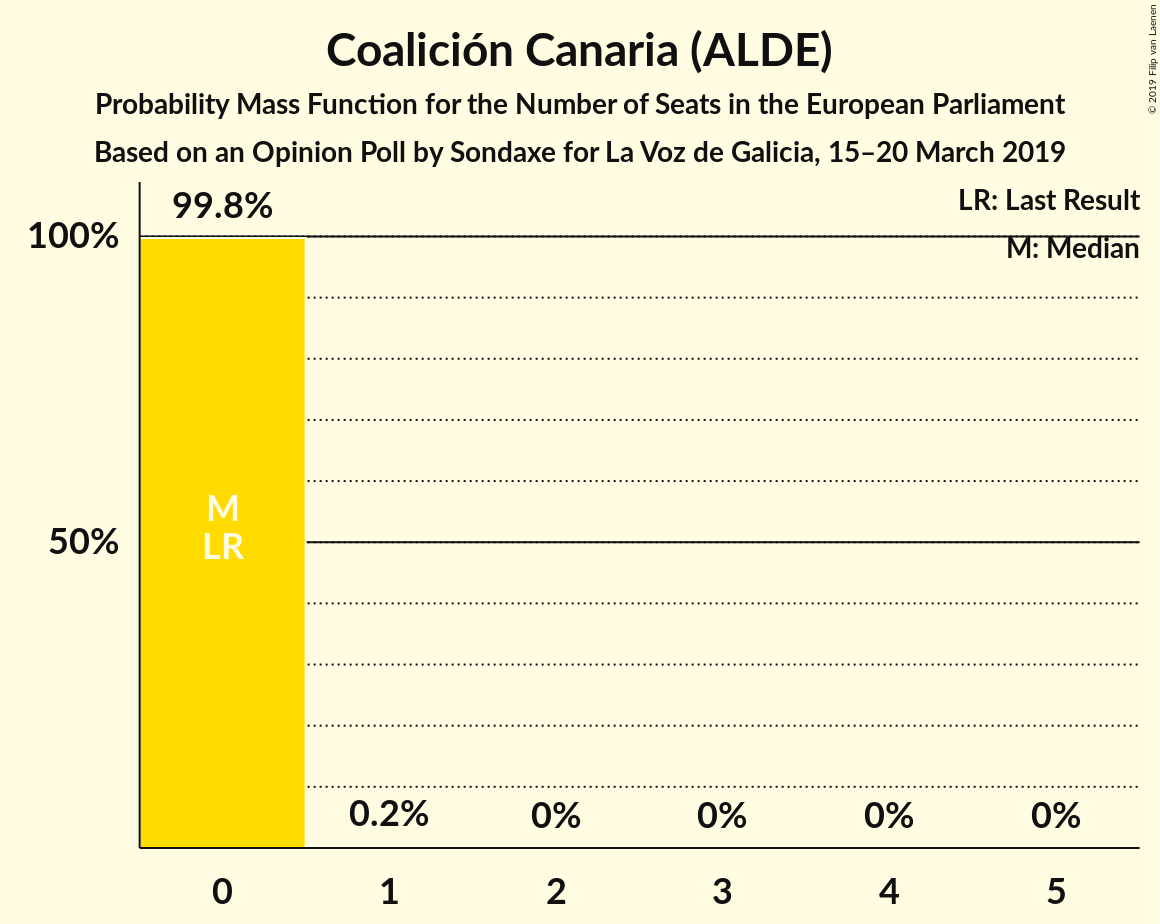 Coalición Canaria (ALDE)
Probability Mass Function for the Number of Seats in the European Parliament
Based on an Opinion Poll by Sondaxe for La Voz de Galicia, 15–20 March 2019
© 2019 Filip van Laenen
LR: Last Result
M: Median
99.8%
100%
50%
M
LR
0.2%
0%
0%
0%
0%
0
1
2
3
4
5